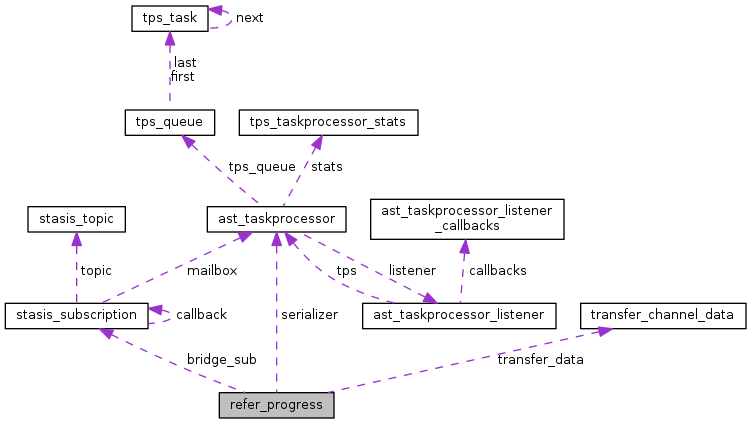 tps_task
next
last
first
tps_queue
tps_taskprocessor_stats
tps_queue
stats
stasis_topic
ast_taskprocessor
ast_taskprocessor_listener
_callbacks
topic
mailbox
tps
listener
callbacks
stasis_subscription
callback
serializer
ast_taskprocessor_listener
transfer_channel_data
bridge_sub
transfer_data
refer_progress